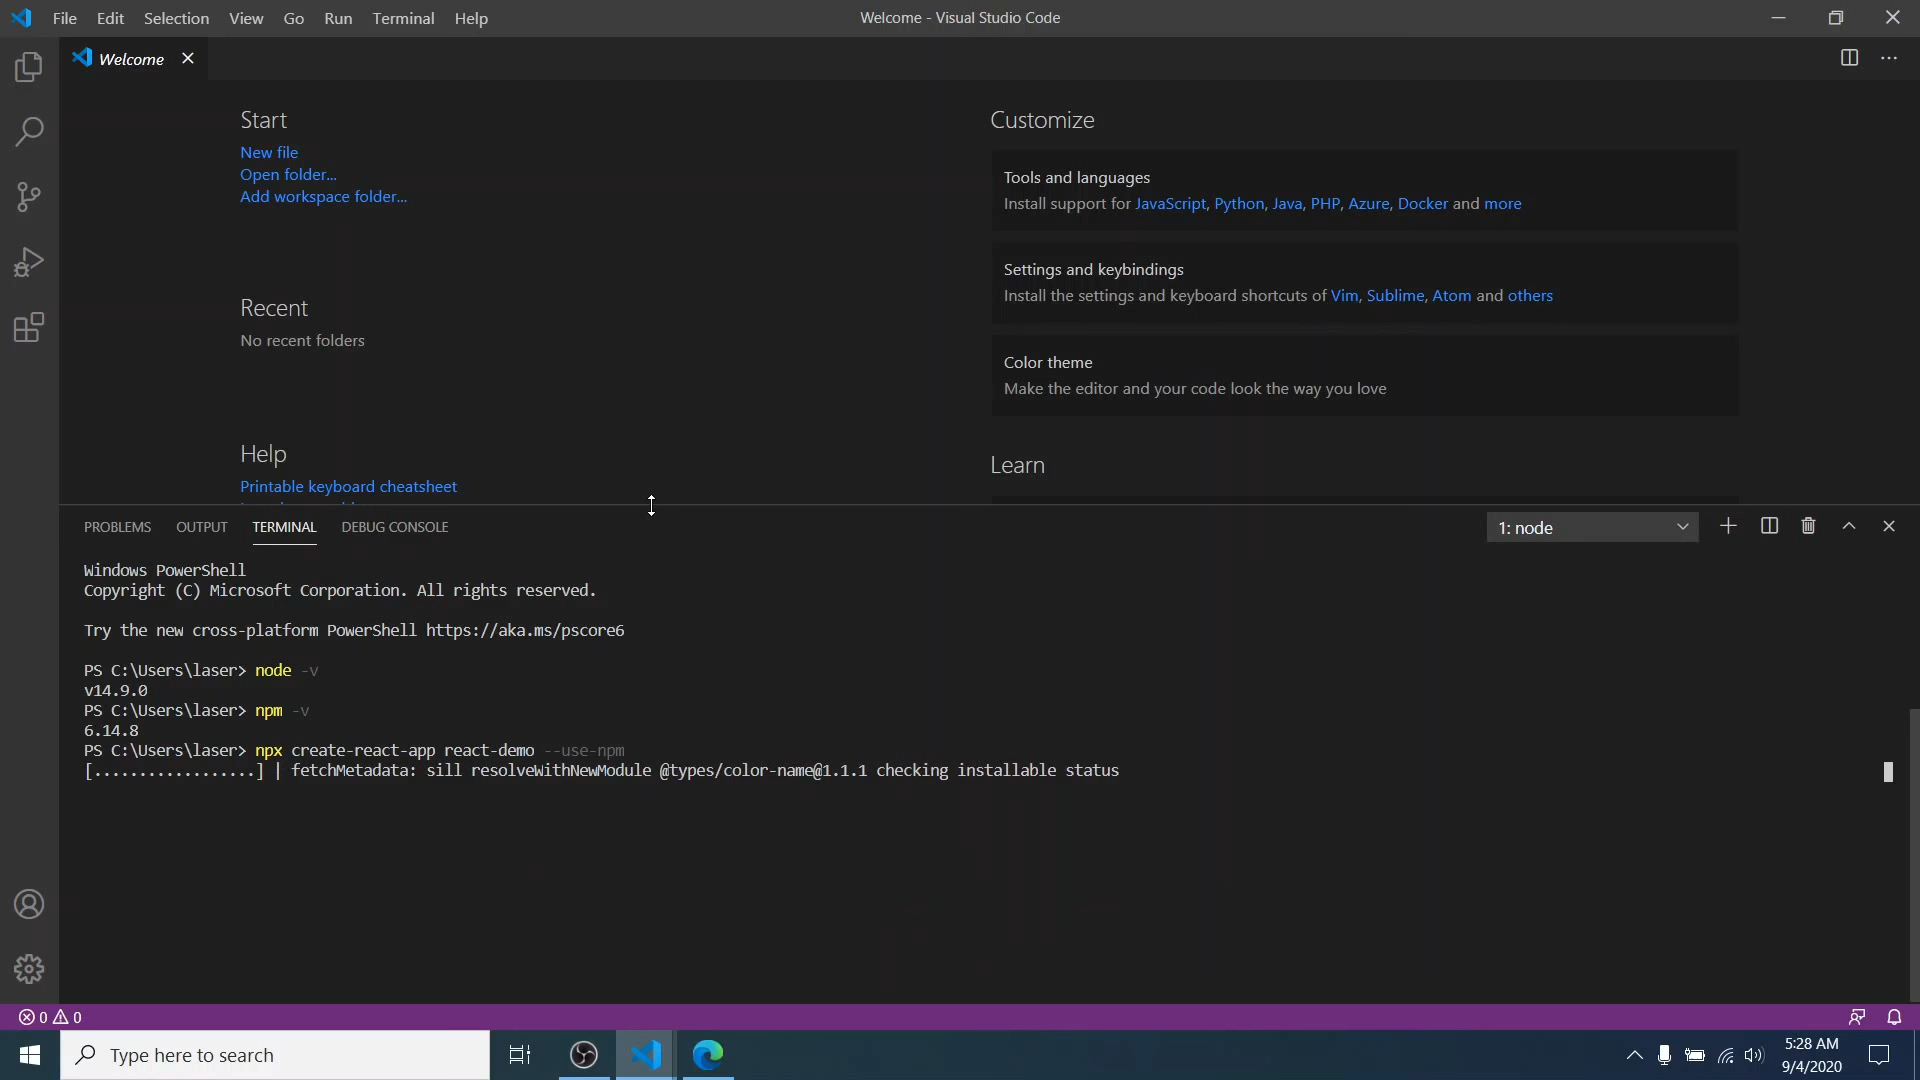 File Edit Selection View Go Run Terminal Help
Welcome - Visual Studio Code
Welcome
Start
New file
Open folder...
Add workspace folder...
Recent
No recent folders
Help
Printable keyboard cheatsheet
Customize
Tools and languages
Install support for JavaScript, Python, Java, PHP, Azure, Docker and more
Settings and keybindings
Install the settings and keyboard shortcuts of Vim, Sublime, Atom and others
Color theme
Make the editor and your code look the way you love
Learn
PROBLEMS OUTPUT TERMINAL DEBUG CONSOLE
1: node
Windows PowerShell
Copyright (C) Microsoft Corporation. All rights reserved.
Try the new cross-platform PowerShell https://aka.ms/pscore6
PS C:\Users\laser> node -v
v14.9.0
PS C:\Users\laser> npm -v
6.14.8
PS C:\Users\laser> npx create-react-app react-demo --use-npm
[..................] | fetchMetadata: sill resolveWithNewModule @types/color-name@1.1.1 checking installable status
0 0
Type here to search
5:28 AM
9/4/2020